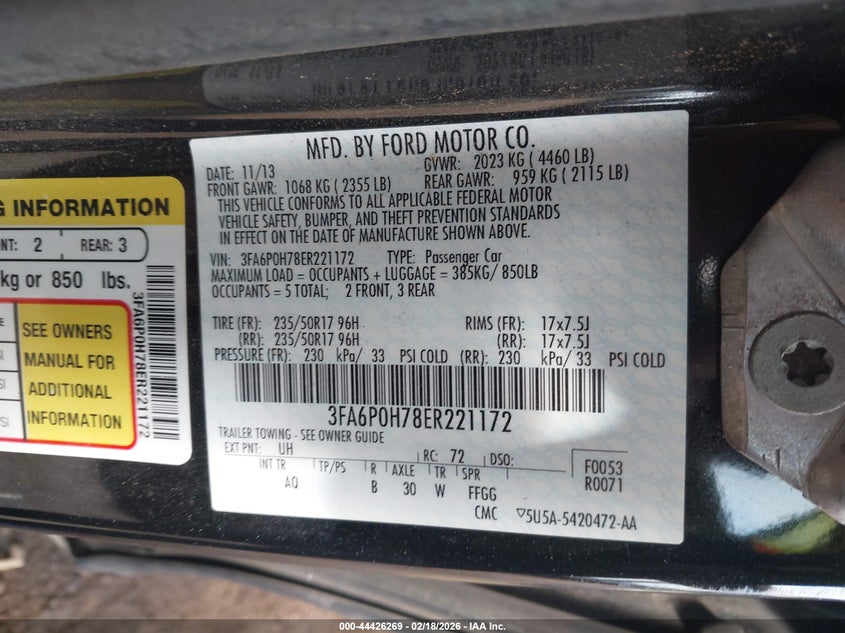 MFD. BY FORD MOTOR CO.
DATE: 11/13 GVWR: 2023 KG ( 4460 LB)
FRONT GAWR: 1068 KG ( 2355 LB) REAR GAWR: 959 KG ( 2115 LB)
THIS VEHICLE CONFORMS TO ALL APPLICABLE FEDERAL MOTOR
VEHICLE SAFETY, BUMPER, AND THEFT PREVENTION STANDARDS
IN EFFECT ON THE DATE OF MANUFACTURE SHOWN ABOVE.
VIN: 3FA6P0H78ER221172 TYPE: Passenger Car
MAXIMUM LOAD = OCCUPANTS + LUGGAGE = 385KG/ 850LB
OCCUPANTS = 5 TOTAL; 2 FRONT, 3 REAR
TIRE (FR): 235/50R17 96H RIMS (FR): 17x7.5J
(RR): 235/50R17 96H (RR): 17x7.5J
PRESSURE (FR): 230 kPa/ 33 PSI COLD (RR): 230 kPa/ 33 PSI COLD
3FA6P0H78ER221172
TRAILER TOWING - SEE OWNER GUIDE
EXT PNT: UH RC: 72 DSO:
INT TR TP/PS R AXLE TR SPR F0053
AQ B 30 W FFGG R0071
CMC ▽5U5A-5420472-AA
INFORMATION
2 REAR: 3
kg or 850 lbs.
SEE OWNERS
MANUAL FOR
ADDITIONAL
INFORMATION
3FA6P0H78ER221172
000-44426269 - 02/18/2026 - IAA Inc.